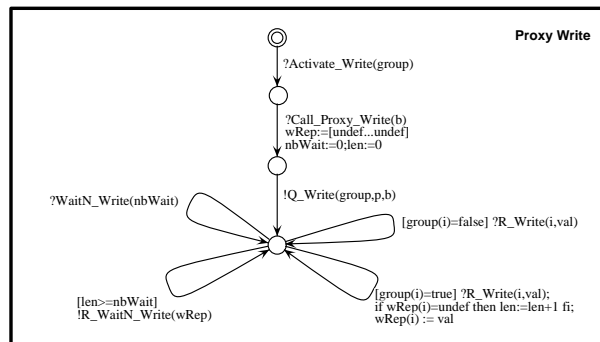 Proxy Write
?Activate_Write(group)
?Call_Proxy_Write(b)
wRep:=[undef...undef]
nbWait:=0;len:=0
!Q_Write(group,p,b)
?WaitN_Write(nbWait)
[group(i)=false] ?R_Write(i,val)
[len>=nbWait]
!R_WaitN_Write(wRep)
[group(i)=true] ?R_Write(i,val);
if wRep(i)=undef then len:=len+1 fi;
wRep(i) := val